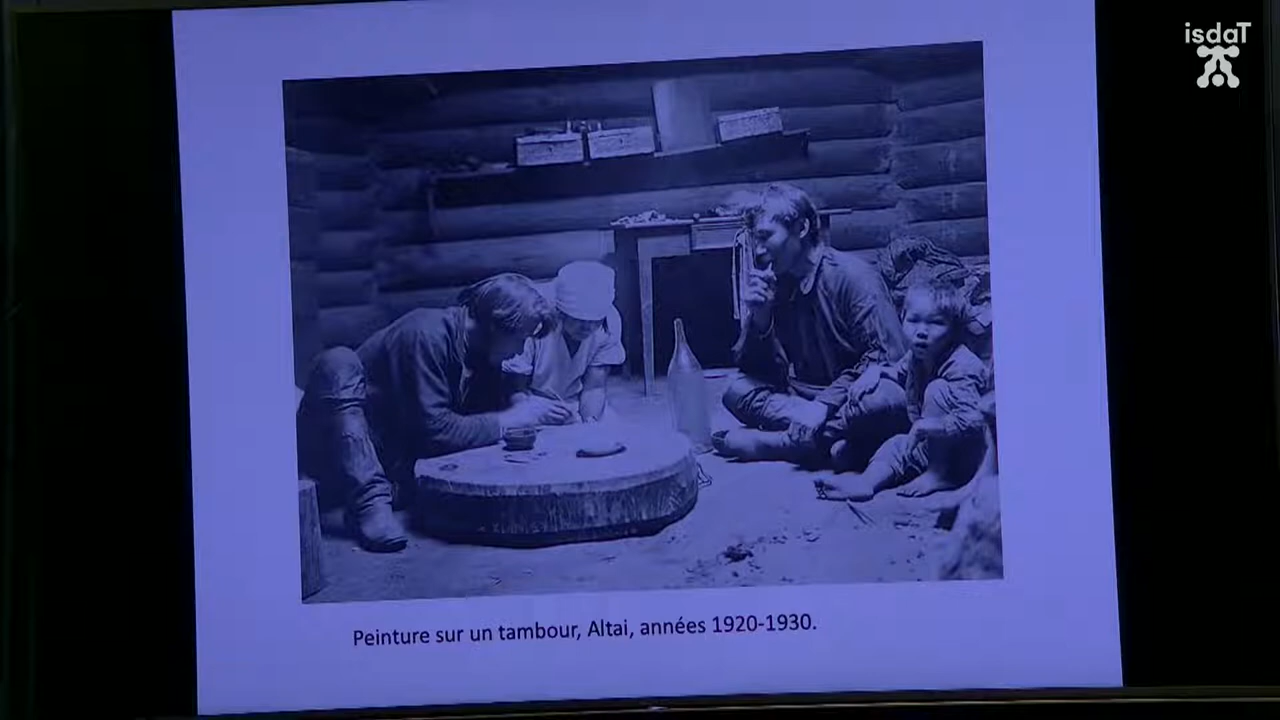 isdaT
Peinture sur un tambour, Altai, années 1920-1930.